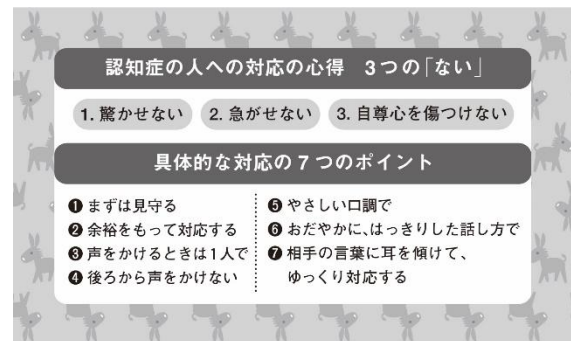 認知症の人への対応の心得 3つの「ない」
1. 驚かせない
2. 急がせない
3. 自尊心を傷つけない
具体的な対応の7つのポイント
❶ まずは見守る
❷ 余裕をもって対応する
❸ 声をかけるときは1人で
❹ 後ろから声をかけない
❺ やさしい口調で
❻ おだやかに、はっきりした話し方で
❼ 相手の言葉に耳を傾けて、
ゆっくり対応する